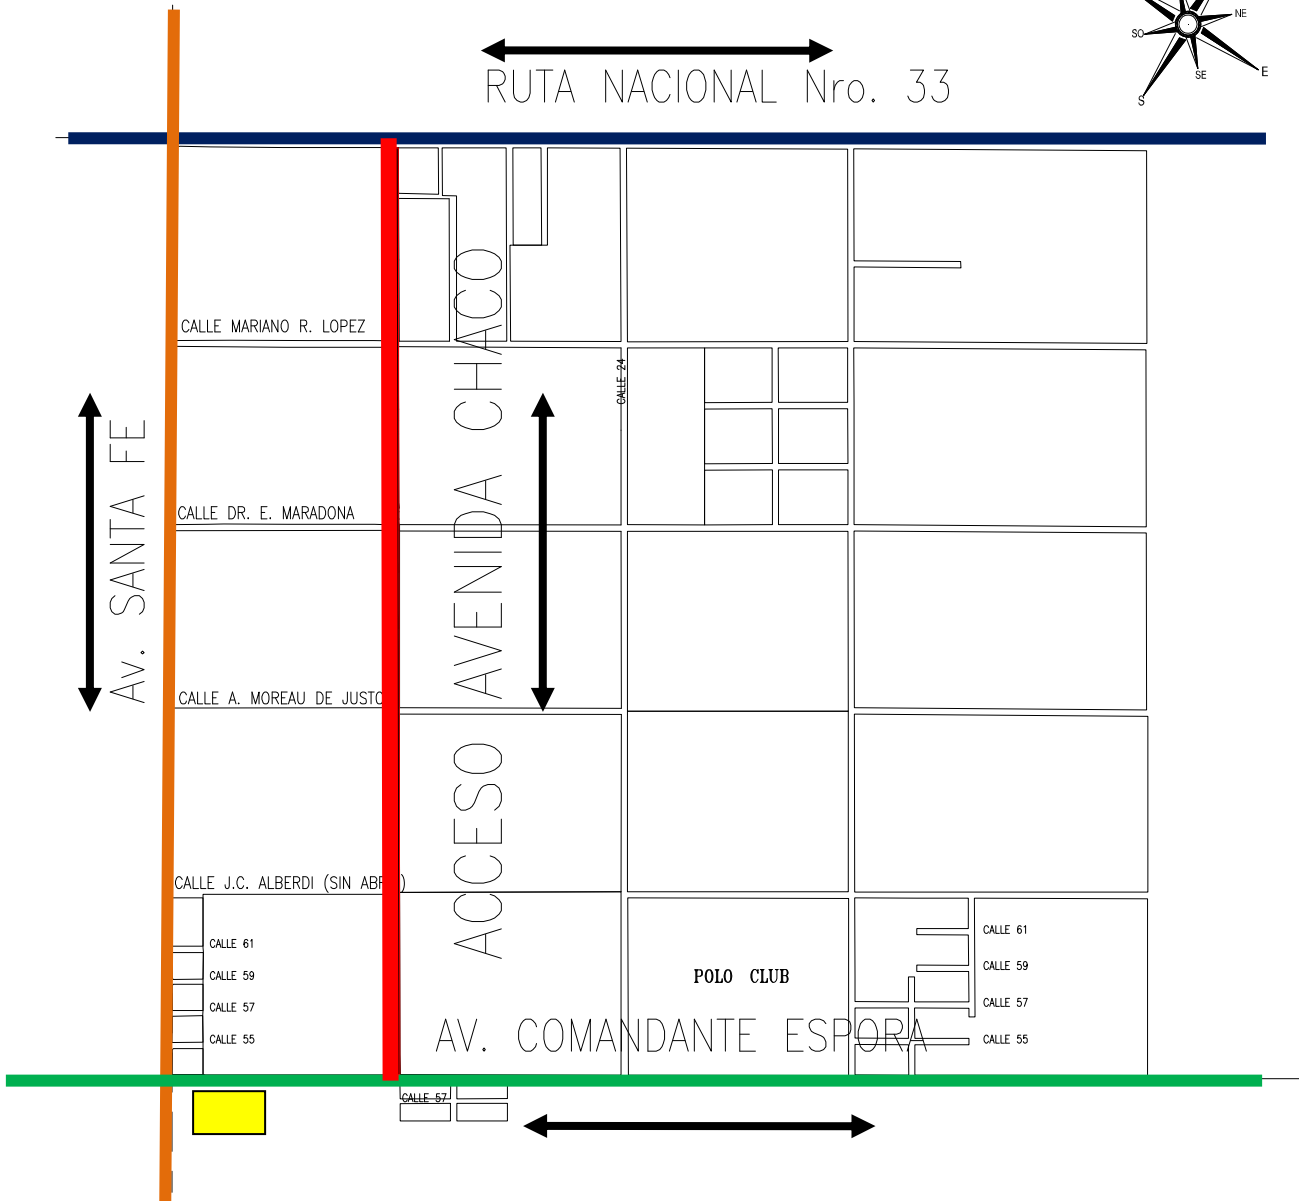 NE
SO
E
SE
S
RUTA NACIONAL Nro. 33
CALLE MARIANO R. LOPEZ
CALLE 24
AV. SANTA FE
ACCESO AVENIDA CHACO
CALLE DR. E. MARADONA
CALLE A. MOREAU DE JUSTO
CALLE J.C. ALBERDI (SIN
CALLE 61
CALLE 59
CALLE 57
CALLE 55
POLO CLUB
CALLE 61
CALLE 59
CALLE 57
CALLE 55
AV. COMANDANTE ESPORA
CALLE 57